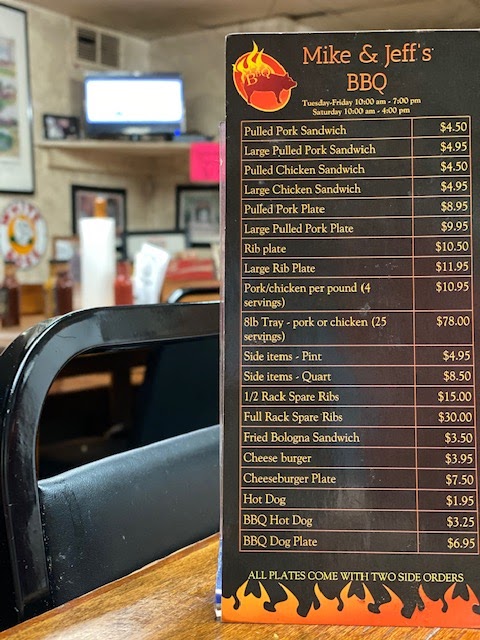 BBQ
Mike & Jeff's
BBQ
Tuesday-Friday 10:00 am - 7:00 pm
Saturday 10:00 am - 4:00 pm
Pulled Pork Sandwich $4.50
Large Pulled Pork Sandwich $4.95
Pulled Chicken Sandwich $4.50
Large Chicken Sandwich $4.95
Pulled Pork Plate $8.95
Large Pulled Pork Plate $9.95
Rib plate $10.50
Large Rib Plate $11.95
Pork/chicken per pound (4 $10.95
servings)
8lb Tray - pork or chicken (25 $78.00
servings)
Side items - Pint $4.95
Side items - Quart $8.50
1/2 Rack Spare Ribs $15.00
Full Rack Spare Ribs $30.00
Fried Bologna Sandwich $3.50
Cheese burger $3.95
Cheeseburger Plate $7.50
Hot Dog $1.95
BBQ Hot Dog $3.25
BBQ Dog Plate $6.95
ALL PLATES COME WITH TWO SIDE ORDERS